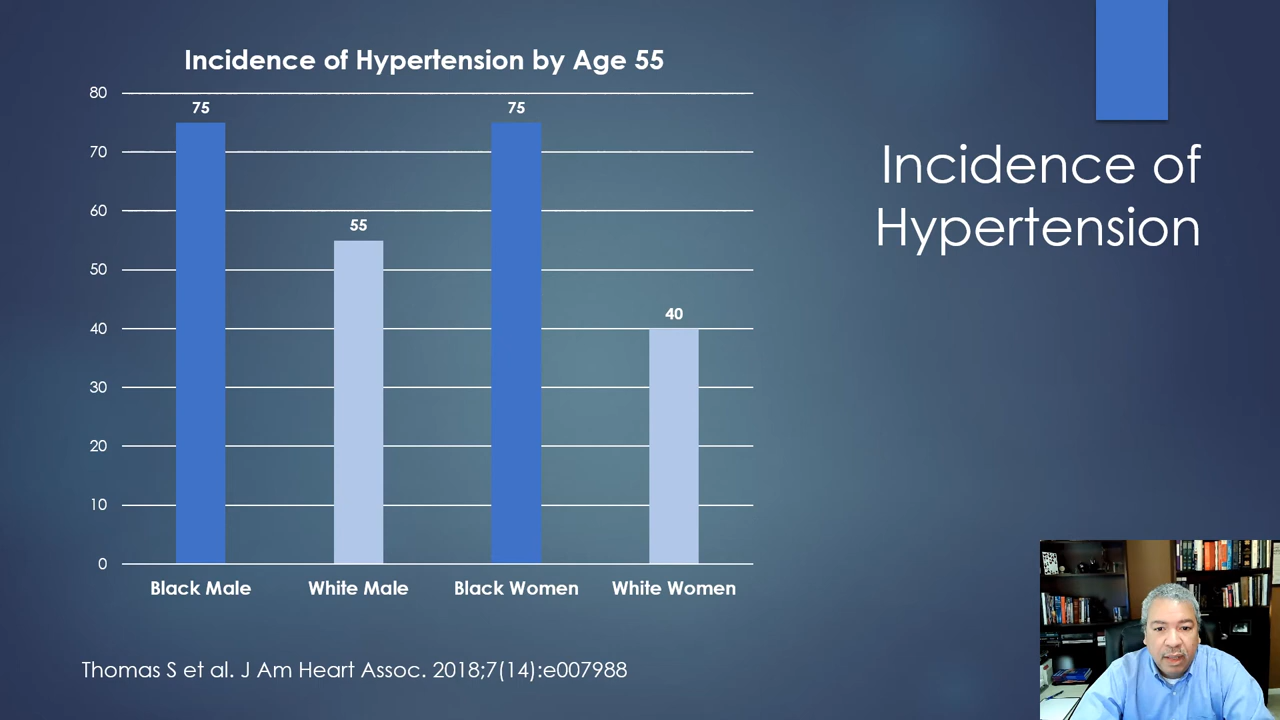 Incidence of Hypertension by Age 55
80
70
60
50
40
30
20
10
0
75
55
75
40
Black Male
White Male
Black Women
White Women
Thomas S et al. J Am Heart Assoc. 2018;7(14):e007988
Incidence of
Hypertension